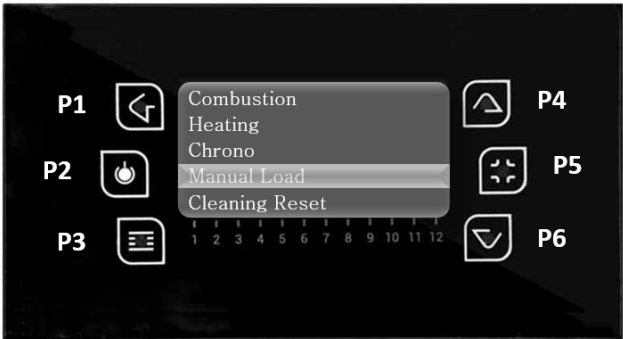 P1
P2
P3
Combustion
Heating
Chrono
Manual Load
Cleaning Reset
1 2 3 4 5 6 7 8 9 10 11 12
P4
P5
P6